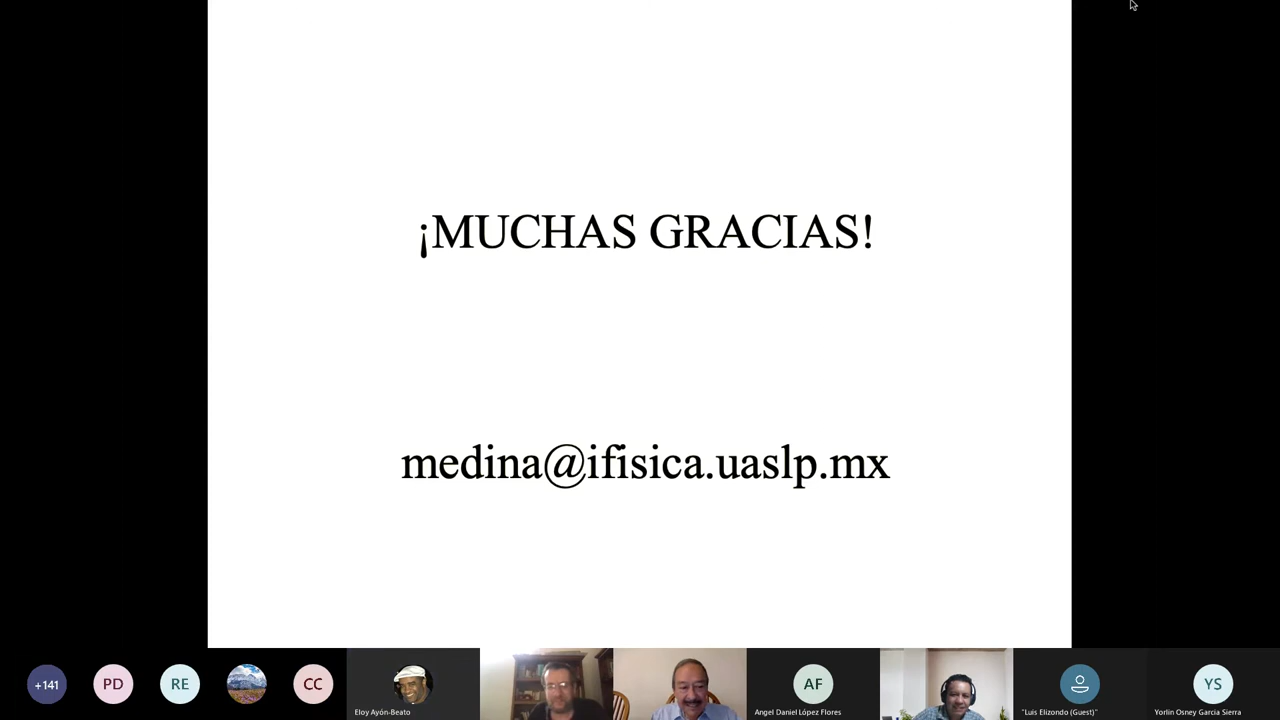 ¡MUCHAS GRACIAS!
medina@ifisica.uaslp.mx
+141
PD
RE
CC
Eloy Ayón-Beato
AF
Angel Daniel López Flores
"Luis Elizondo (Guest)"
YS
Yorlin Osney Garcia Sierra